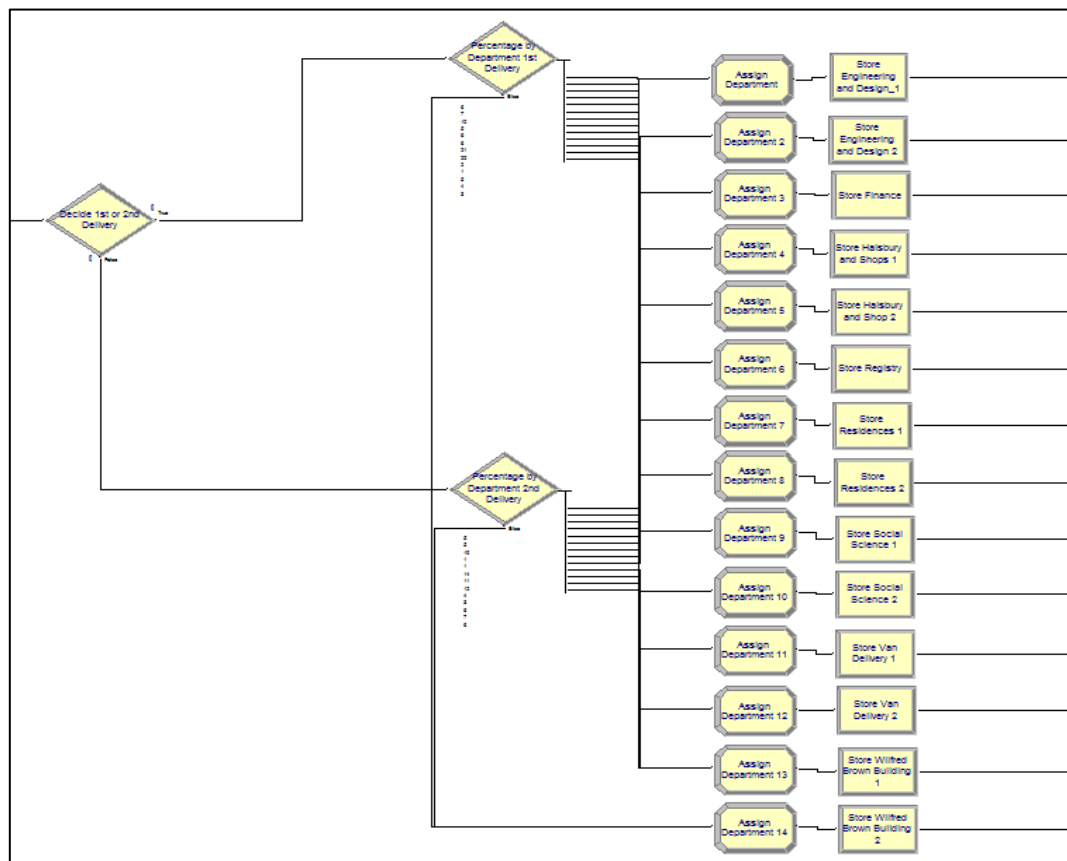 Percentage by
Department 1st
Delivery
Else
Decide 1st or 2nd
Delivery
True
False
Percentage by
Department 2nd
Delivery
Else
Assign
Department
Store
Engineering
and Design_1
Assign
Department 2
Store
Engineering
and Design 2
Assign
Department 3
Store Finance
Assign
Department 4
Store Halsbury
and Shops 1
Assign
Department 5
Store Halsbury
and Shop 2
Assign
Department 6
Store Registry
Assign
Department 7
Store
Residences 1
Assign
Department 8
Store
Residences 2
Assign
Department 9
Store Social
Science 1
Assign
Department 10
Store Social
Science 2
Assign
Department 11
Store Van
Delivery 1
Assign
Department 12
Store Van
Delivery 2
Assign
Department 13
Store Wilfred
Brown Building
1
Assign
Department 14
Store Wilfred
Brown Building
2